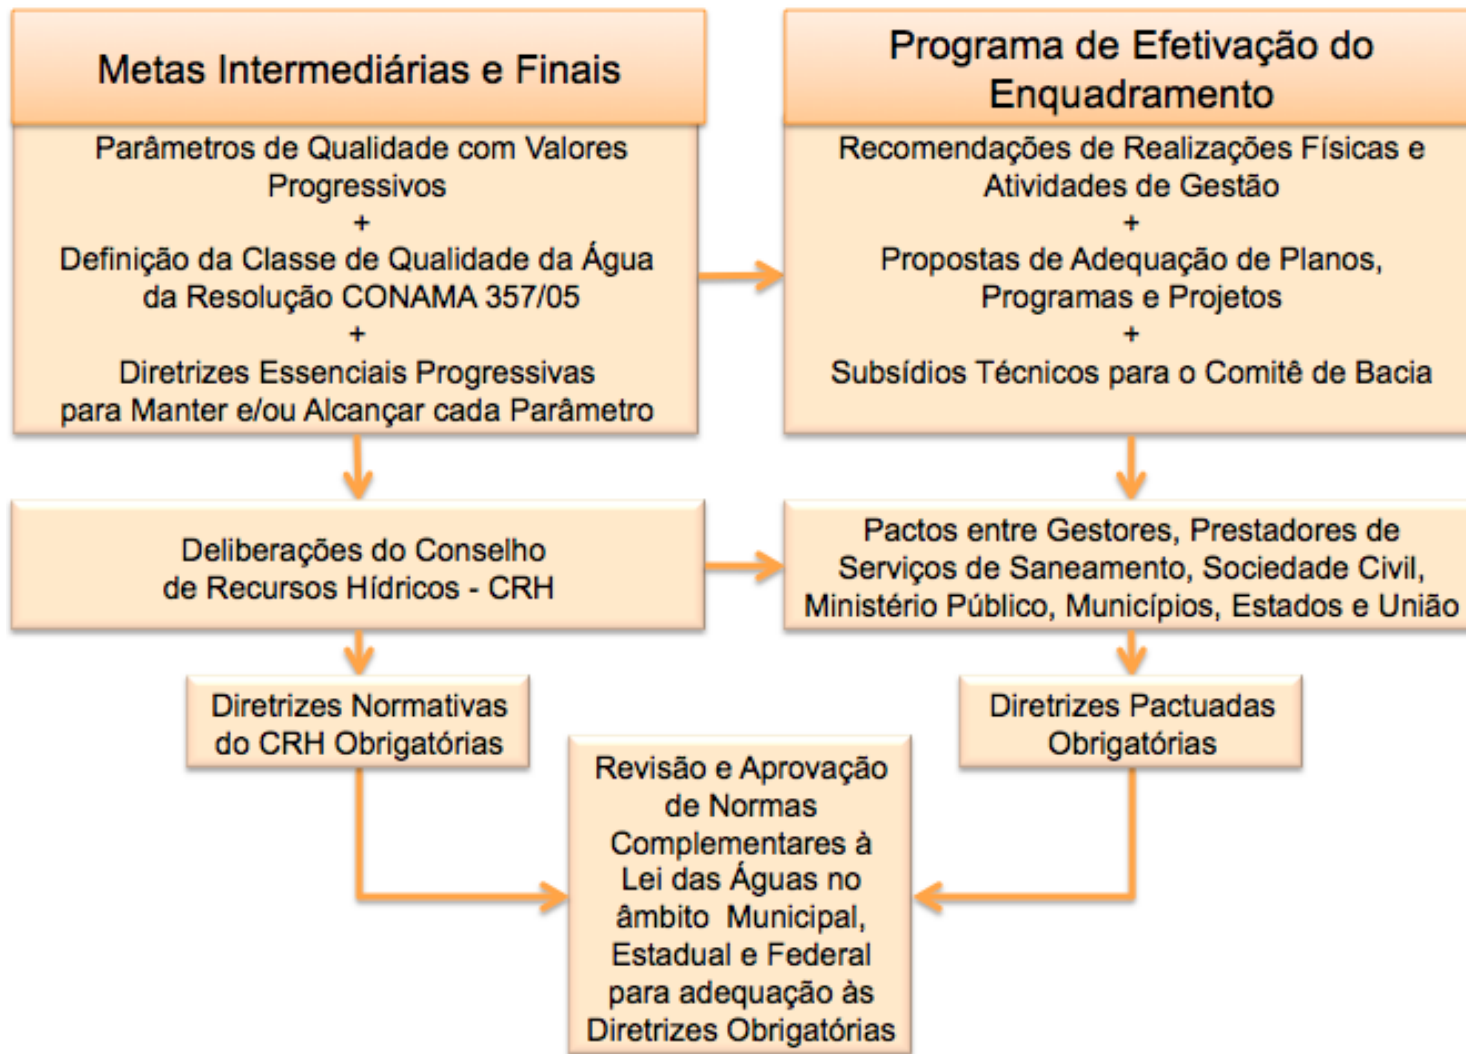 Metas Intermediárias e Finais
Parâmetros de Qualidade com Valores
Progressivos
+
Definição da Classe de Qualidade da Água
da Resolução CONAMA 357/05
+
Diretrizes Essenciais Progressivas
para Manter e/ou Alcançar cada Parâmetro
Programa de Efetivação do
Enquadramento
Recomendações de Realizações Físicas e
Atividades de Gestão
+
Propostas de Adequação de Planos,
Programas e Projetos
+
Subsídios Técnicos para o Comitê de Bacia
Deliberações do Conselho
de Recursos Hídricos - CRH
Pactos entre Gestores, Prestadores de
Serviços de Saneamento, Sociedade Civil,
Ministério Público, Municípios, Estados e União
Diretrizes Normativas
do CRH Obrigatórias
Diretrizes Pactuadas
Obrigatórias
Revisão e Aprovação
de Normas
Complementares à
Lei das Águas no
âmbito Municipal,
Estadual e Federal
para adequação às
Diretrizes Obrigatórias